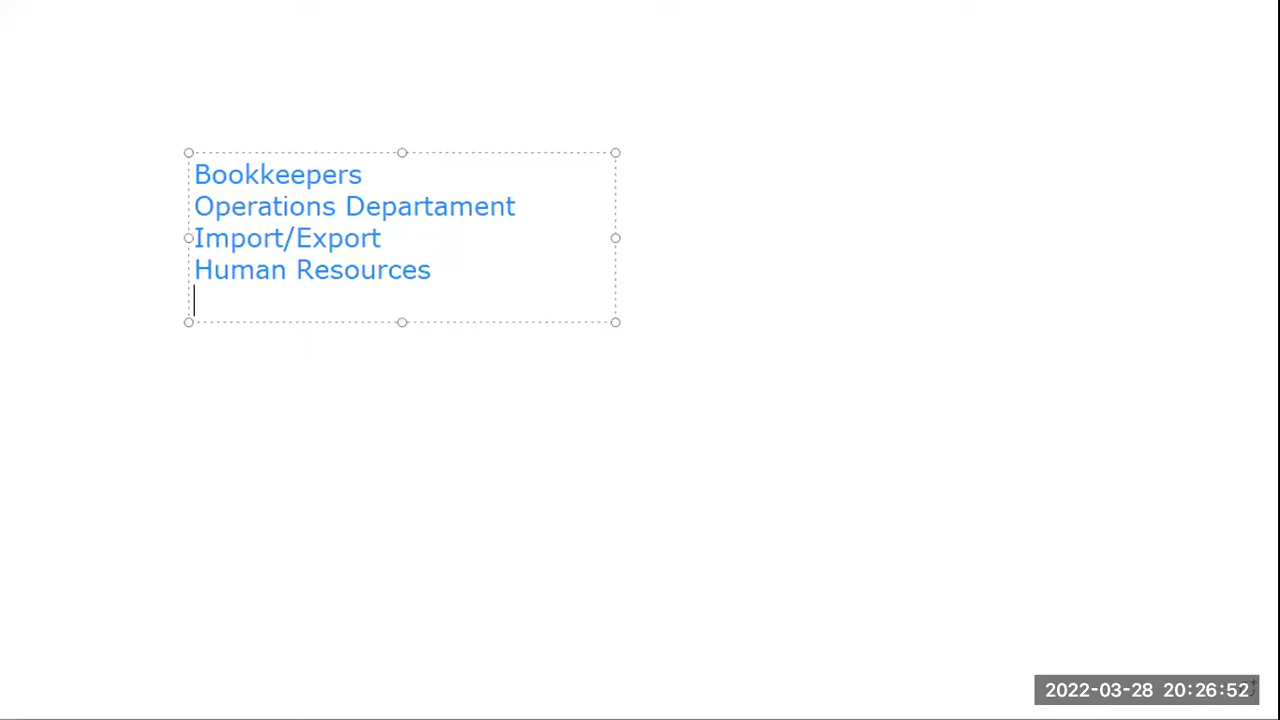 Bookkeepers
Operations Departament
Import/Export
Human Resources
2022-03-28 20:26:52